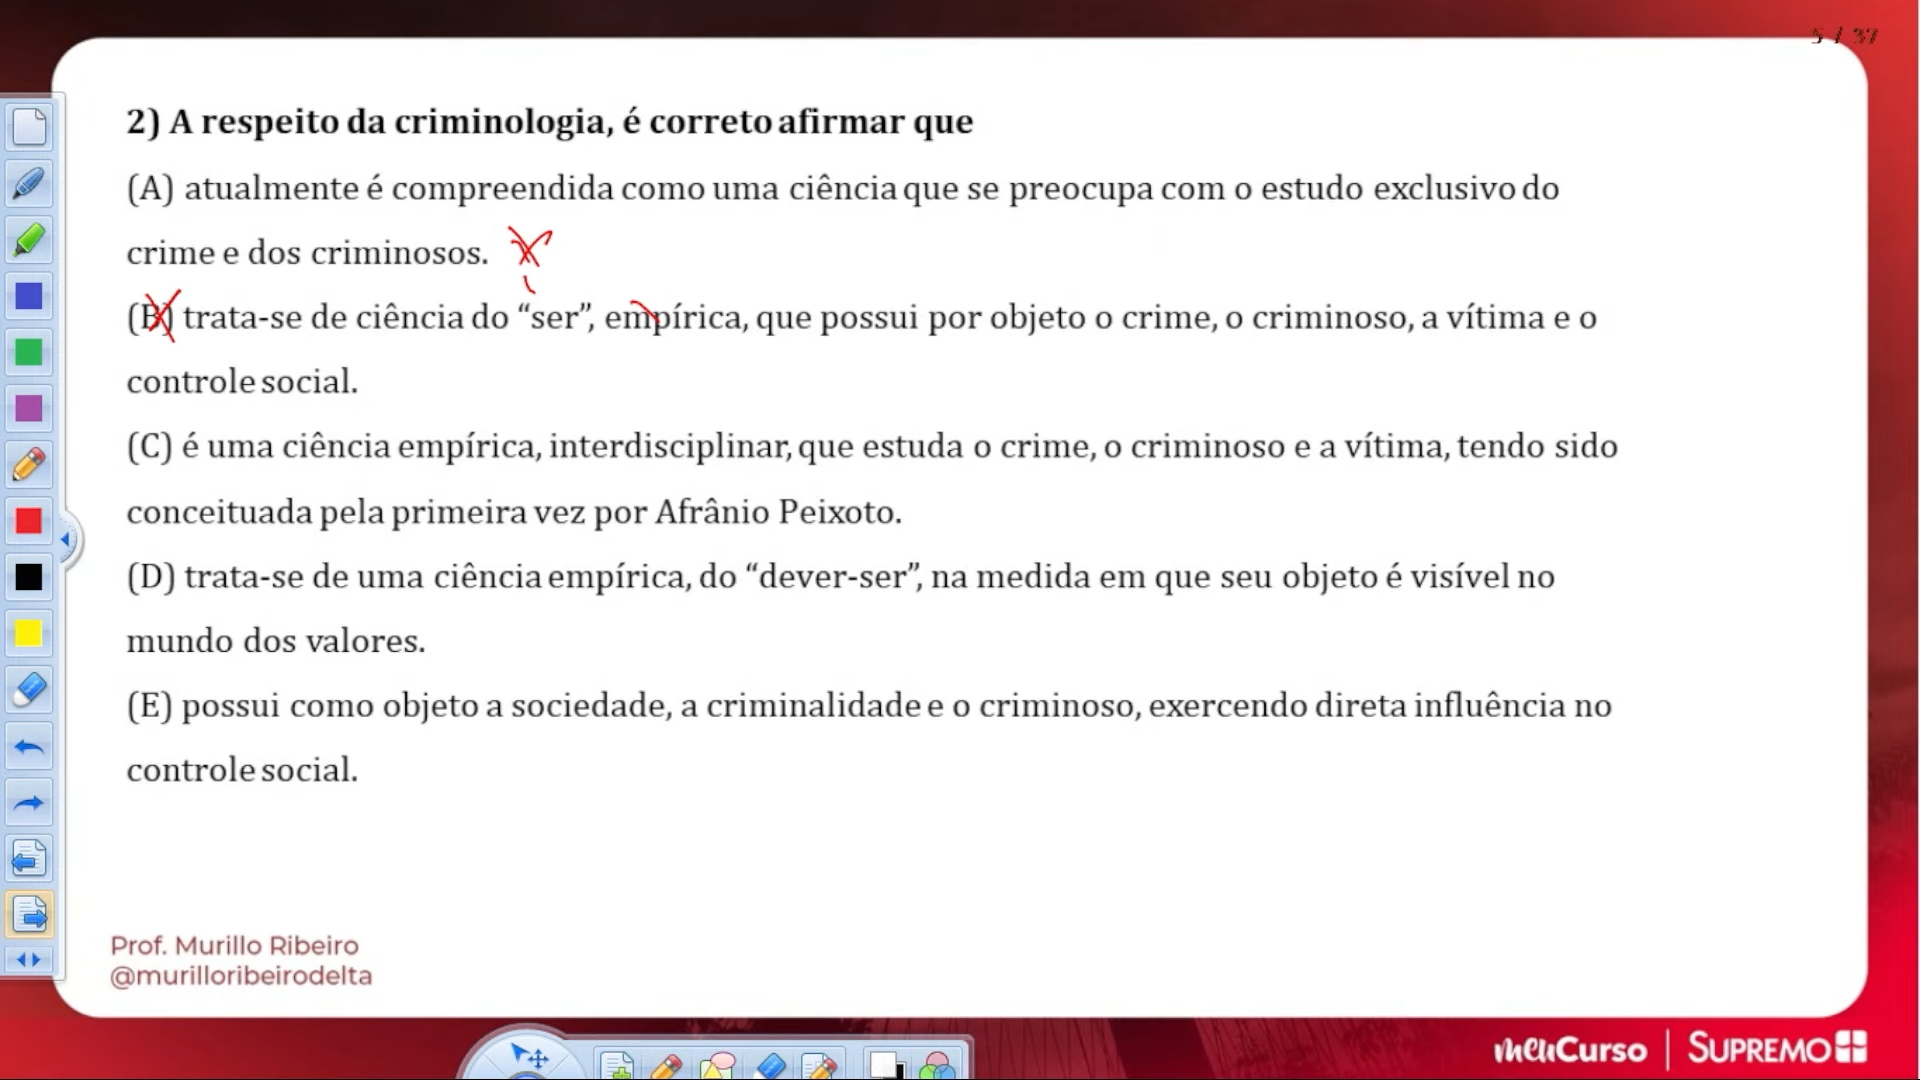 5 / 37
2) A respeito da criminologia, é correto afirmar que
(A) atualmente é compreendida como uma ciência que se preocupa com o estudo exclusivo do
crime e dos criminosos.
(B) trata-se de ciência do “ser”, empírica, que possui por objeto o crime, o criminoso, a vítima e o
controle social.
(C) é uma ciência empírica, interdisciplinar, que estuda o crime, o criminoso e a vítima, tendo sido
conceituada pela primeira vez por Afrânio Peixoto.
(D) trata-se de uma ciência empírica, do “dever-ser”, na medida em que seu objeto é visível no
mundo dos valores.
(E) possui como objeto a sociedade, a criminalidade e o criminoso, exercendo direta influência no
controle social.
Prof. Murillo Ribeiro
@murilloribeirodelta
meuCurso | SUPREMO